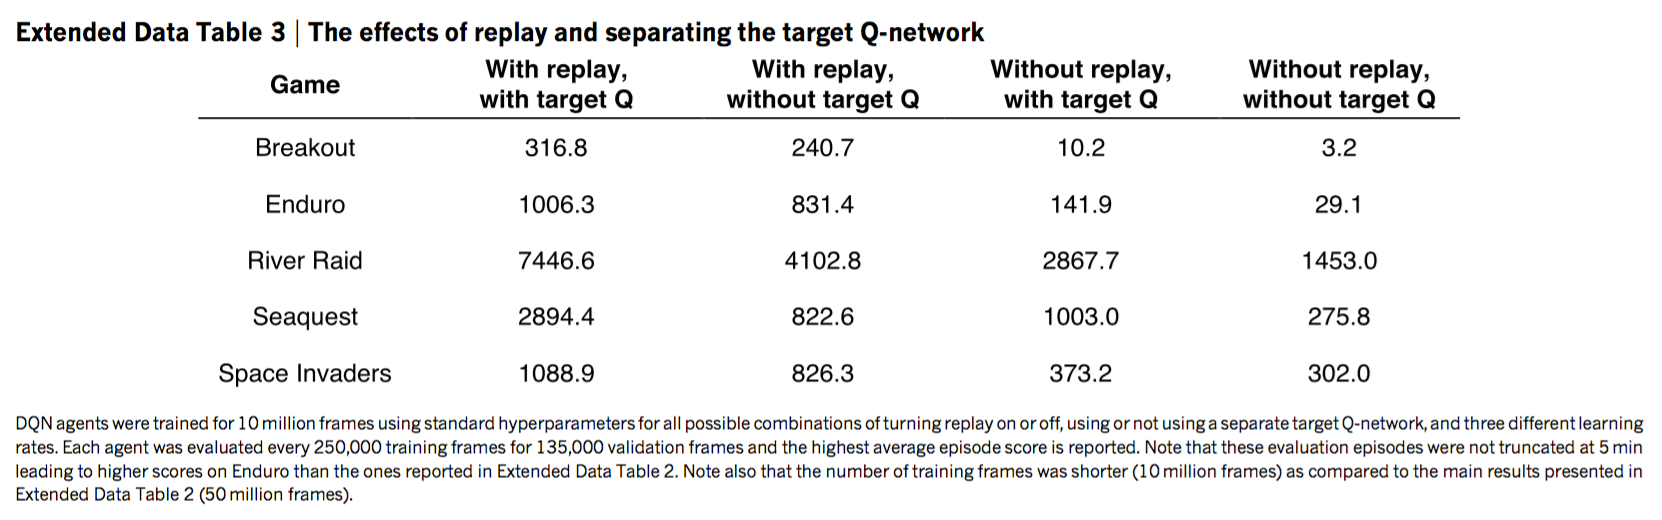 Extended Data Table 3 | The effects of replay and separating the target Q-network
Game With replay, with target Q With replay, without target Q Without replay, with target Q Without replay, without target Q
Breakout 316.8 240.7 10.2 3.2
Enduro 1006.3 831.4 141.9 29.1
River Raid 7446.6 4102.8 2867.7 1453.0
Seaquest 2894.4 822.6 1003.0 275.8
Space Invaders 1088.9 826.3 373.2 302.0
DQN agents were trained for 10 million frames using standard hyperparameters for all possible combinations of turning replay on or off, using or not using a separate target Q-network, and three different learning
rates. Each agent was evaluated every 250,000 training frames for 135,000 validation frames and the highest average episode score is reported. Note that these evaluation episodes were not truncated at 5 min
leading to higher scores on Enduro than the ones reported in Extended Data Table 2. Note also that the number of training frames was shorter (10 million frames) as compared to the main results presented in
Extended Data Table 2 (50 million frames).